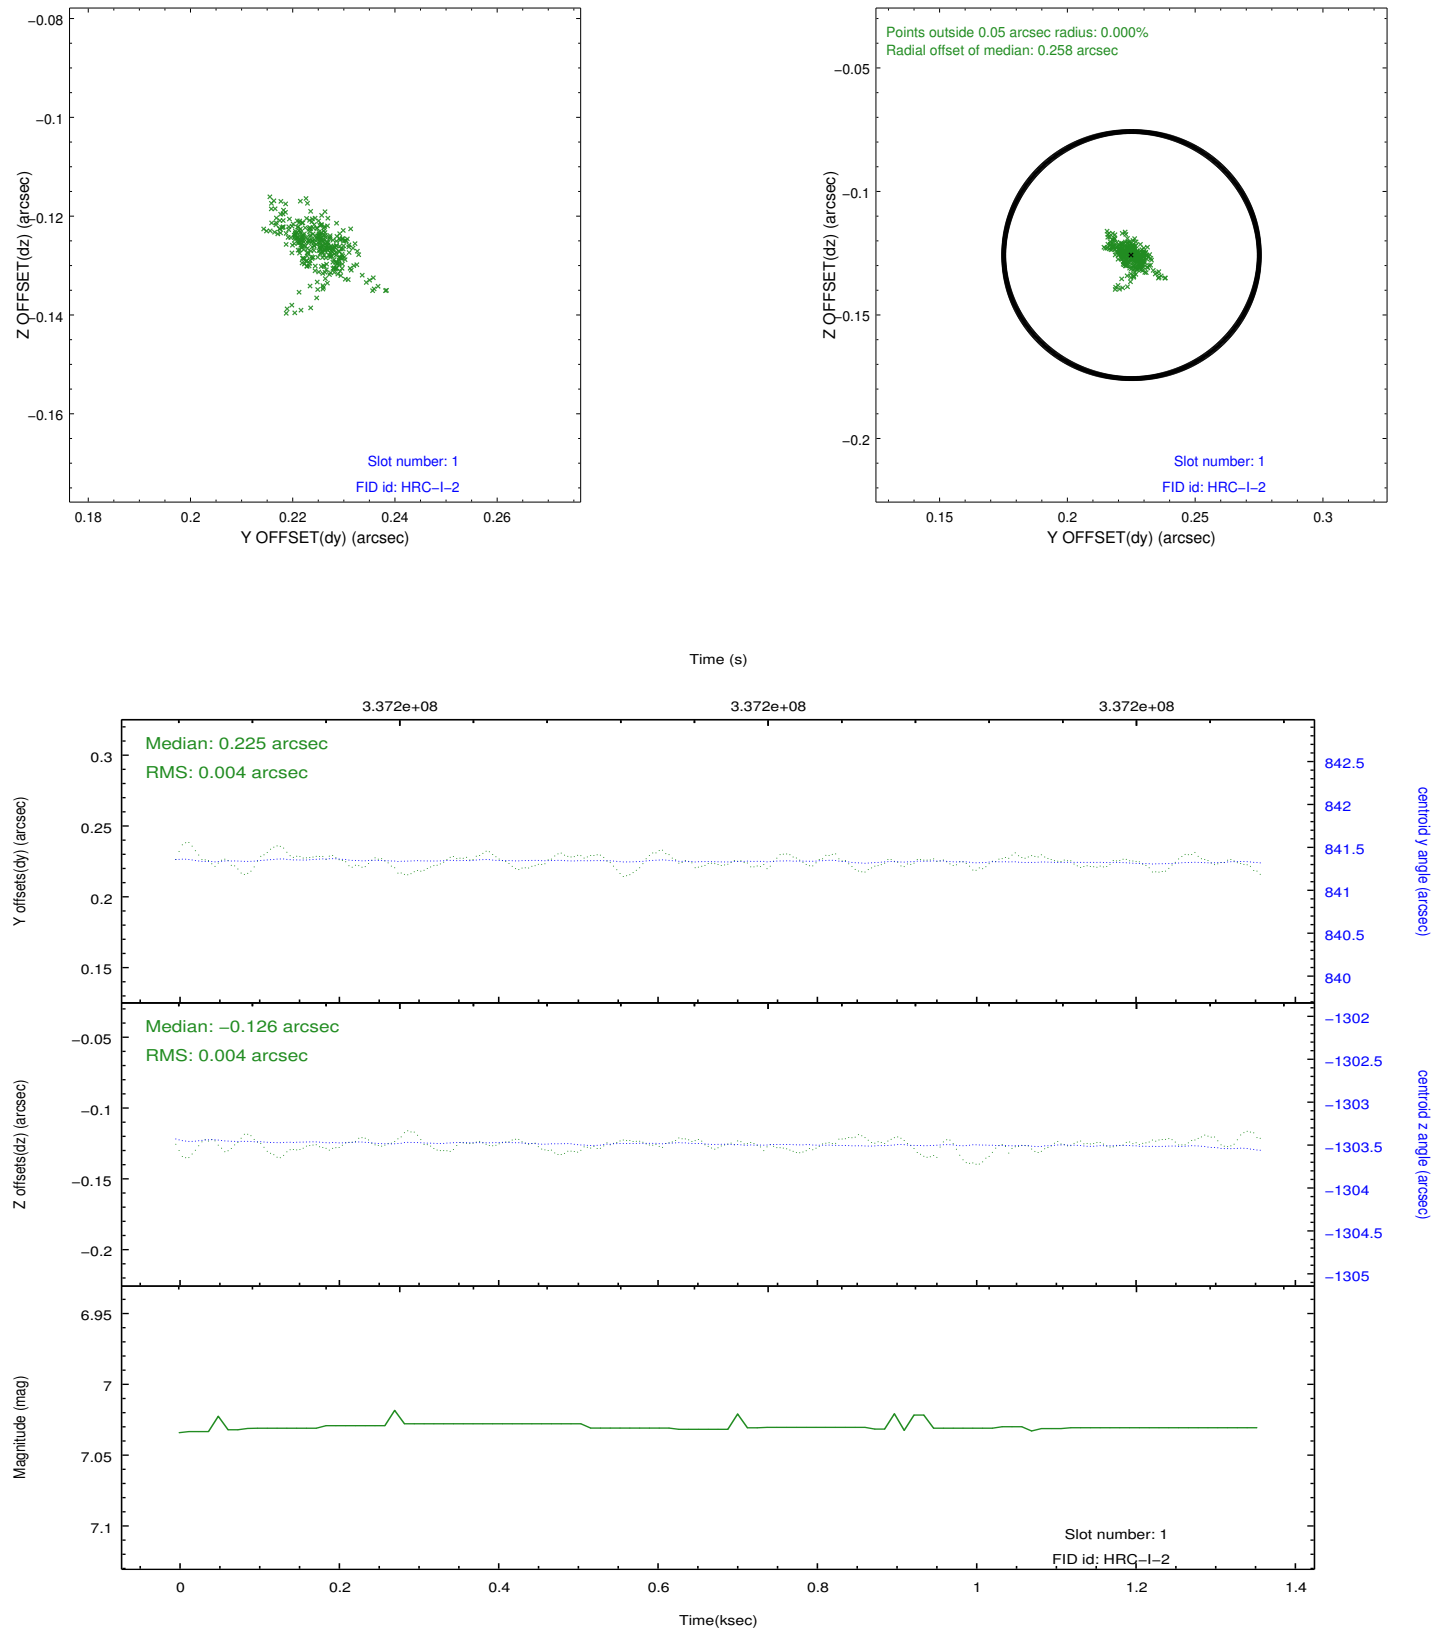 −0.08
−0.1
−0.12
−0.14
−0.16
Z OFFSET(dz) (arcsec)
Slot number: 1
FID id: HRC−I−2
0.18 0.2 0.22 0.24 0.26
Y OFFSET(dy) (arcsec)
Points outside 0.05 arcsec radius: 0.000%
Radial offset of median: 0.258 arcsec
−0.05
−0.1
−0.15
−0.2
Z OFFSET(dz) (arcsec)
Slot number: 1
FID id: HRC−I−2
0.15 0.2 0.25 0.3
Y OFFSET(dy) (arcsec)
Time (s)
3.372e+08 3.372e+08 3.372e+08
Median: 0.225 arcsec
RMS: 0.004 arcsec
0.3
0.25
0.2
0.15
Y offsets(dy) (arcsec)
842.5
842
841.5
841
840.5
840
centroid y angle (arcsec)
Median: −0.126 arcsec
RMS: 0.004 arcsec
−0.05
−0.1
−0.15
−0.2
Z offsets(dz) (arcsec)
−1302
−1302.5
−1303
−1303.5
−1304
−1304.5
−1305
centroid z angle (arcsec)
6.95
7
7.05
7.1
Magnitude (mag)
Slot number: 1
FID id: HRC−I−2
0 0.2 0.4 0.6 0.8 1 1.2 1.4
Time(ksec)